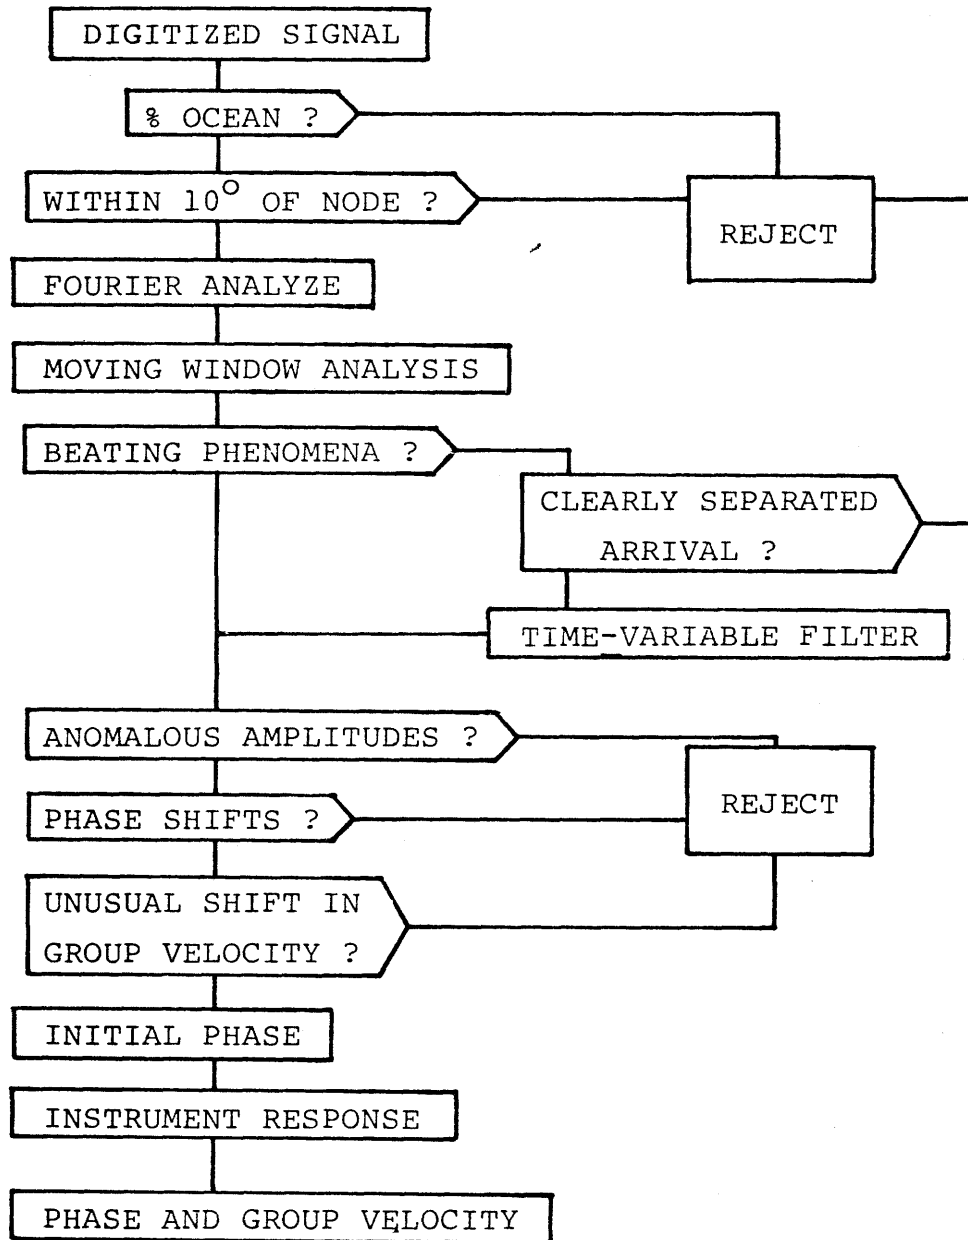 DIGITIZED SIGNAL
% OCEAN ?
WITHIN 10° OF NODE ?
REJECT
FOURIER ANALYZE
MOVING WINDOW ANALYSIS
BEATING PHENOMENA ?
CLEARLY SEPARATED
ARRIVAL ?
TIME-VARIABLE FILTER
ANOMALOUS AMPLITUDES ?
REJECT
PHASE SHIFTS ?
UNUSUAL SHIFT IN
GROUP VELOCITY ?
INITIAL PHASE
INSTRUMENT RESPONSE
PHASE AND GROUP VELOCITY